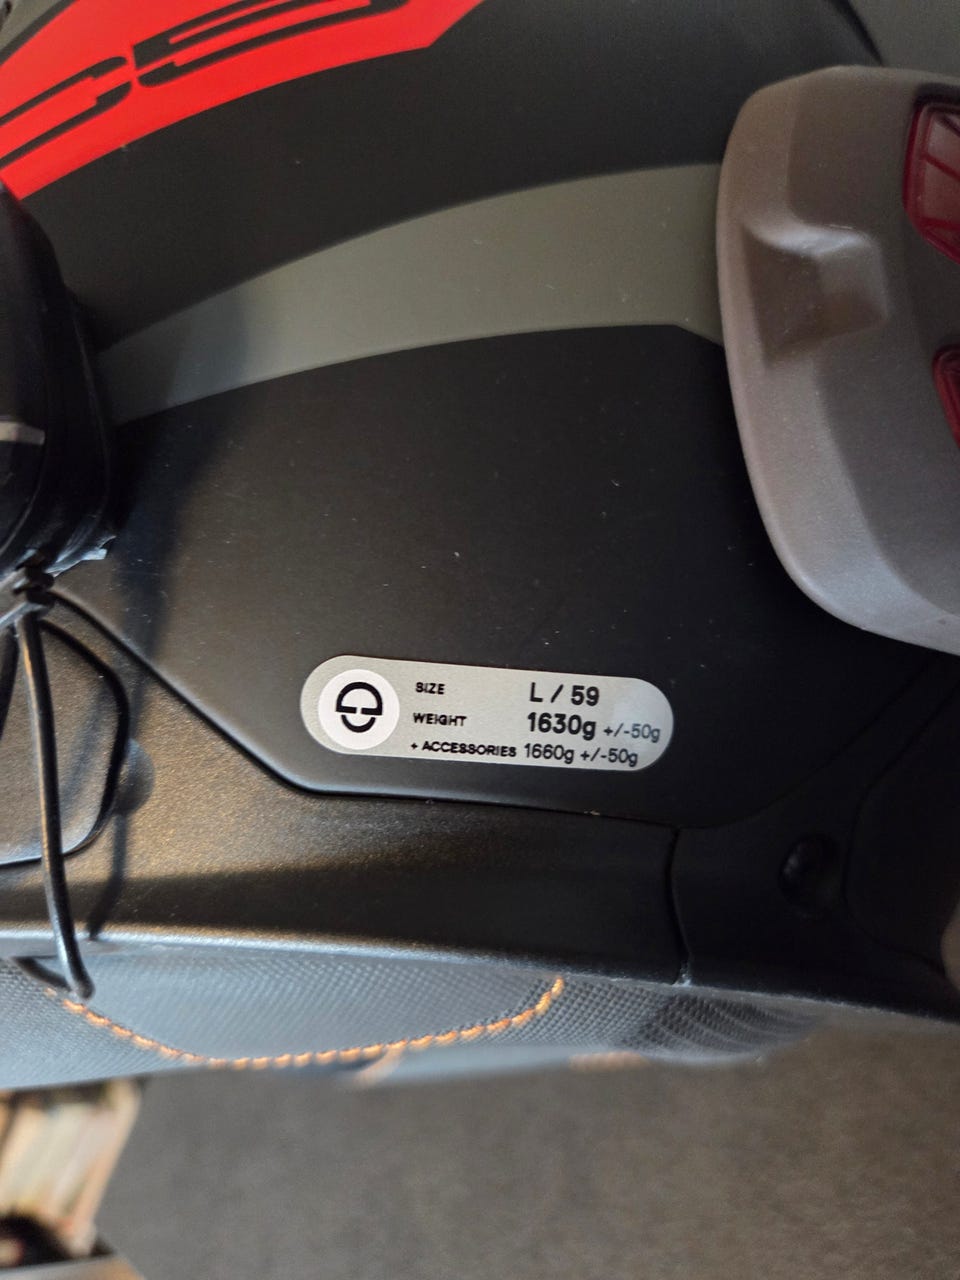 SIZE L / 59
WEIGHT 1630g +/-50g
+ ACCESSORIES 1660g +/-50g